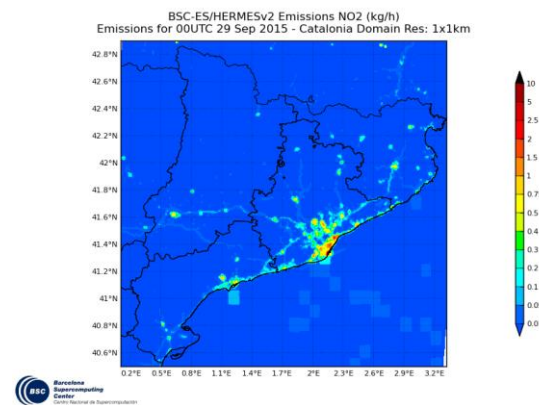 BSC-ES/HERMESv2 Emissions NO2 (kg/h)
Emissions for 00UTC 29 Sep 2015 - Catalonia Domain Res: 1x1km
42.8°N
42.6°N
42.4°N
42.2°N
42°N
41.8°N
41.6°N
41.4°N
41.2°N
41°N
40.8°N
40.6°N
0.2°E 0.5°E 0.8°E 1.1°E 1.4°E 1.7°E 2°E 2.3°E 2.6°E 2.9°E 3.2°E
10
5
2.
1.
1
0.7
0.5
0.4
0.3
0.2
0.1
0.0
0.0
BSC
Barcelona
Supercomputing
Center
Centro Nacional de Supercomputación